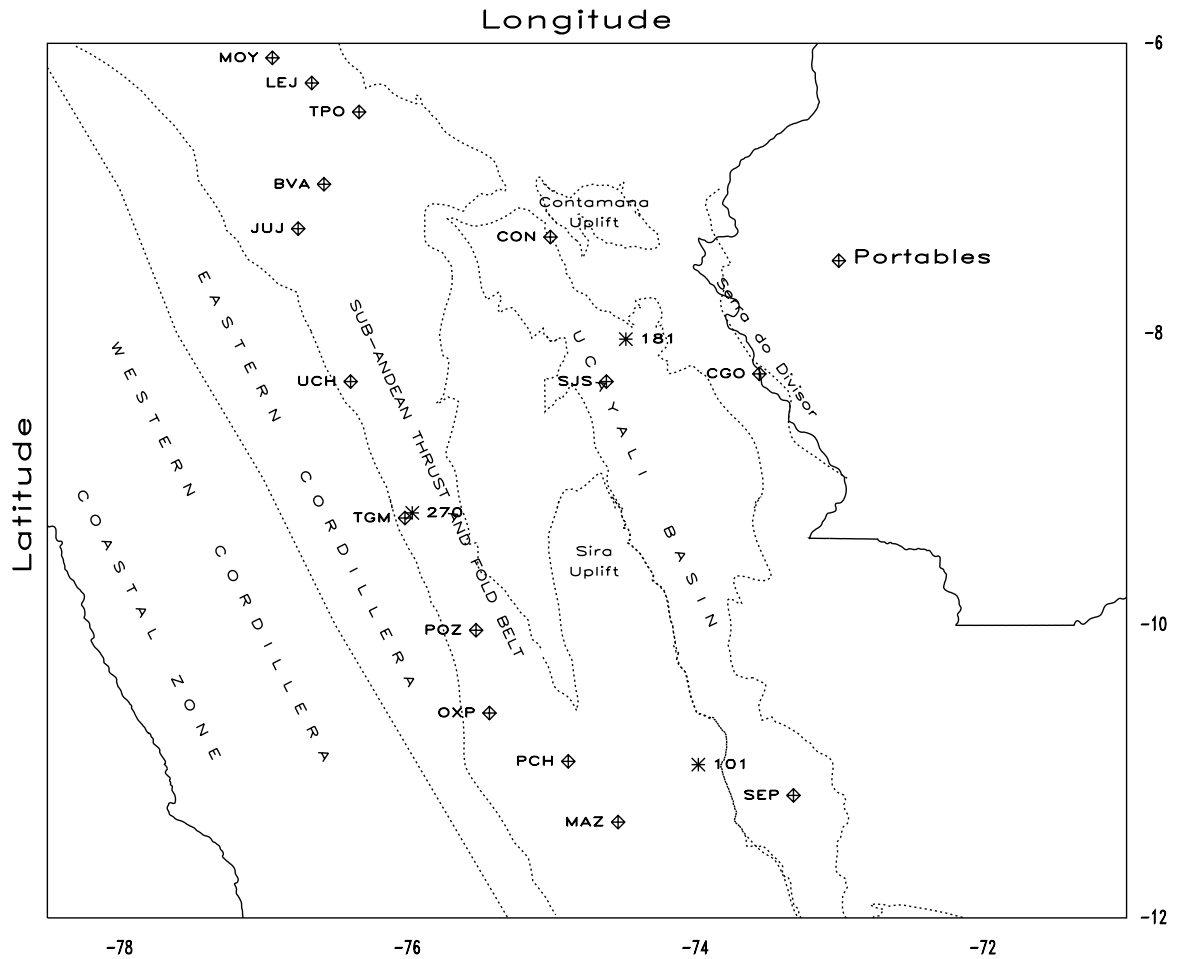 Longitude
-6
MOY
LEJ
TPO
BVA
Contamana
Uplift
JUJ
CON
Portables
EASTERN CORDILLERA
Serra do Divisor
SUB-ANDEAN THRUST AND FOLD BELT
-8
181
WESTERN CORDILLERA
UCAYALI BASIN
CGO
UCH
SJS
Latitude
COASTAL ZONE
270
TGM
Sira
Uplift
-10
POZ
OXP
PCH
101
SEP
MAZ
-12
-78
-76
-74
-72